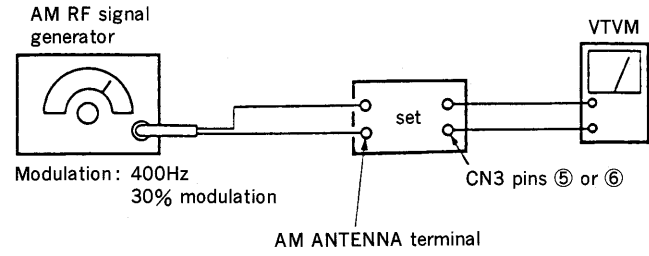 AM RF signal
generator
VTVM
set
Modulation: 400Hz
30% modulation
CN3 pins ⑤ or ⑥
AM ANTENNA terminal